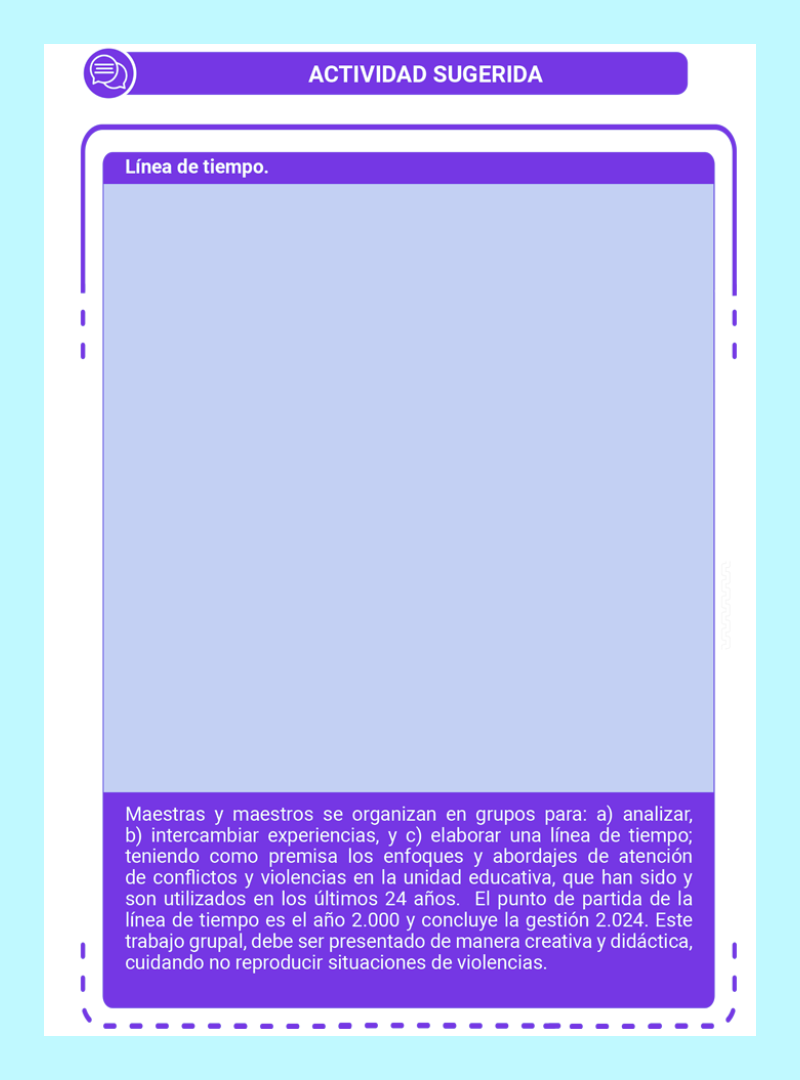 ACTIVIDAD SUGERIDA
Línea de tiempo.
Maestras y maestros se organizan en grupos para: a) analizar,
b) intercambiar experiencias, y c) elaborar una línea de tiempo;
teniendo como premisa los enfoques y abordajes de atención
de conflictos y violencias en la unidad educativa, que han sido y
son utilizados en los últimos 24 años.  El punto de partida de la
línea de tiempo es el año 2.000 y concluye la gestión 2.024. Este
trabajo grupal, debe ser presentado de manera creativa y didáctica,
cuidando no reproducir situaciones de violencias.